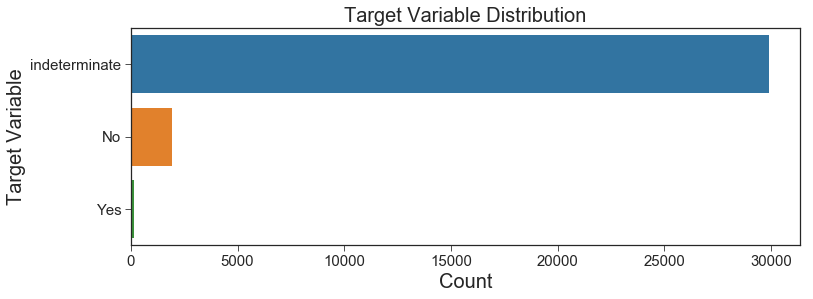 Target Variable Distribution
Target Variable
indeterminate
No
Yes
0 5000 10000 15000 20000 25000 30000
Count